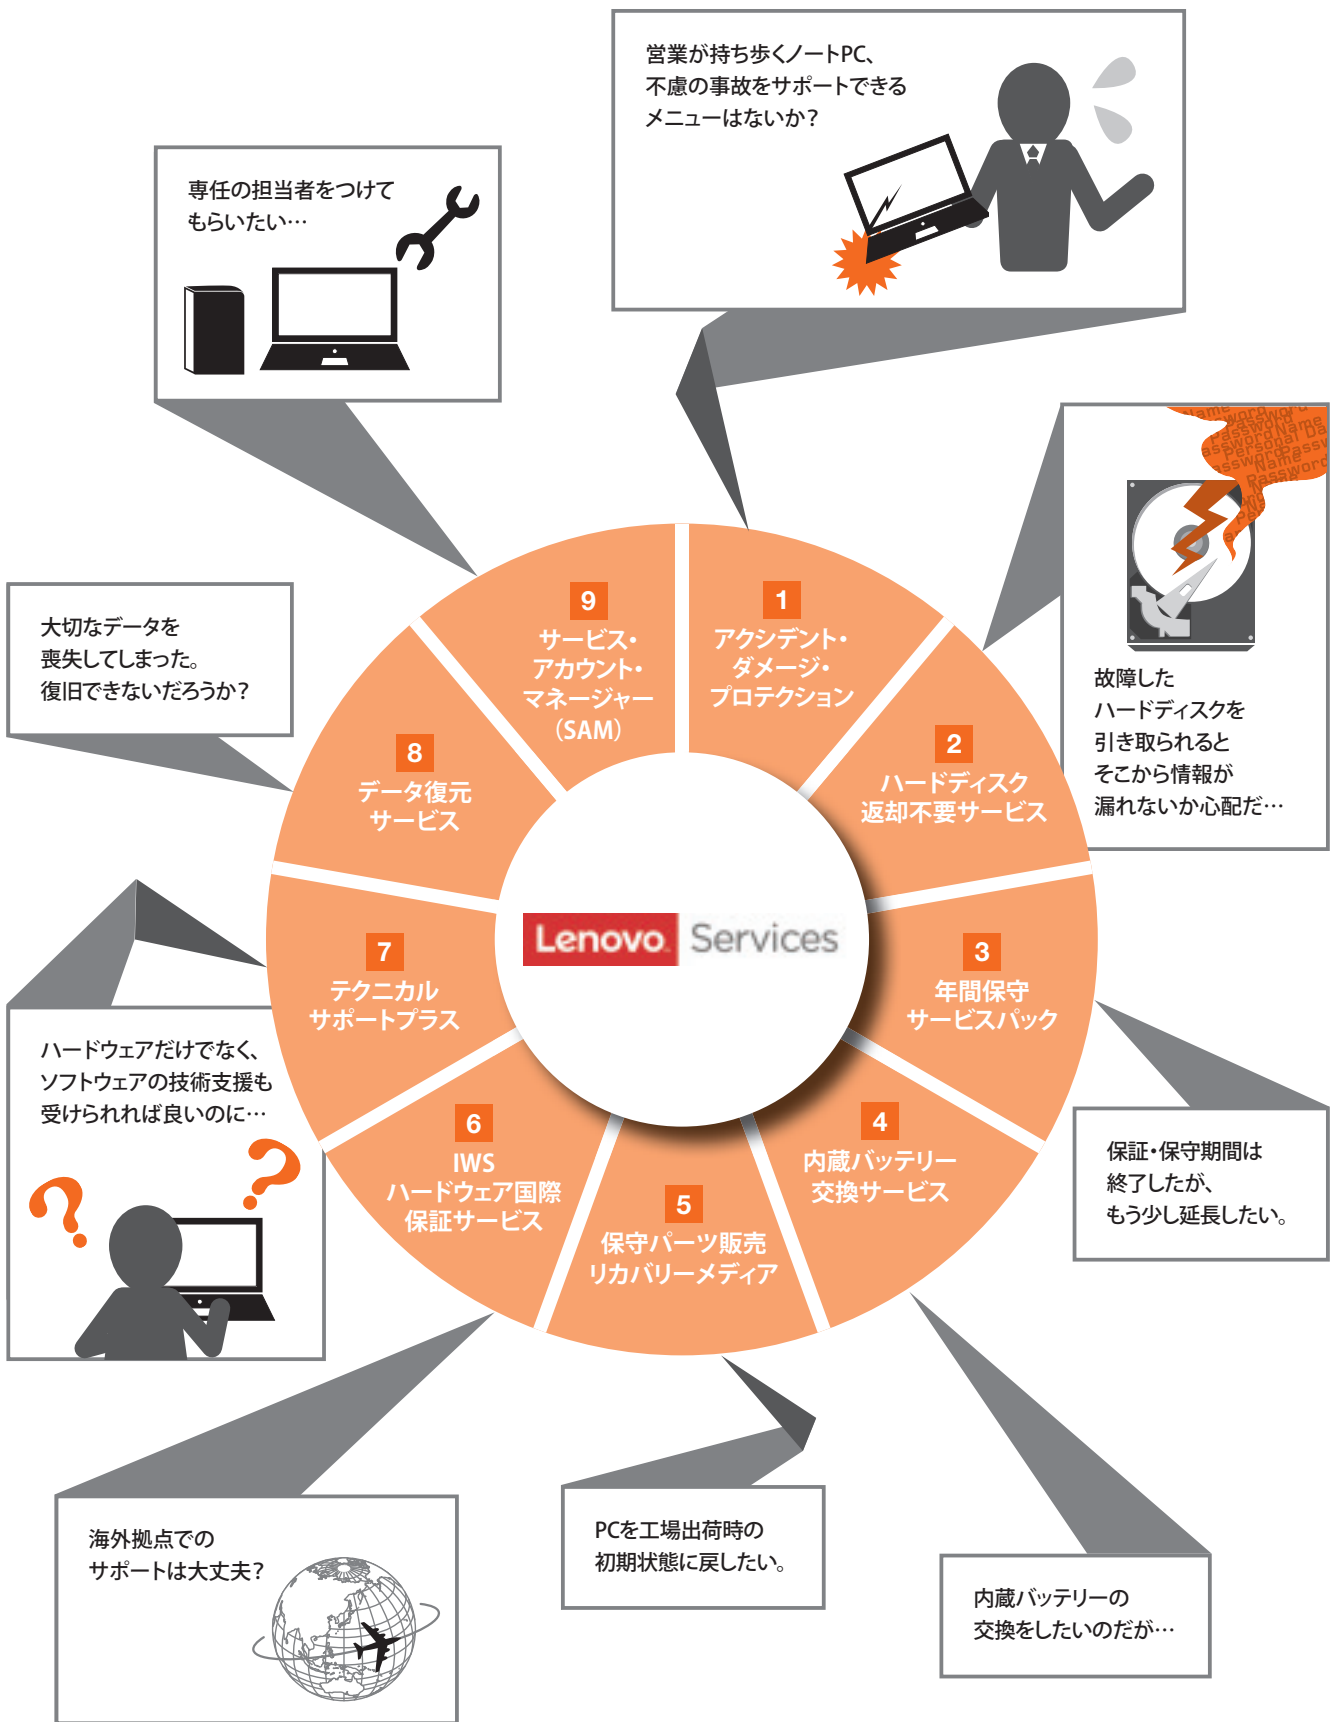 営業が持ち歩くノートPC、
不慮の事故をサポートできる
メニューはないか？
専任の担当者をつけて
もらいたい…
故障した
ハードディスクを
引き取られると
そこから情報が
漏れないか心配だ…
大切なデータを
喪失してしまった。
復旧できないだろうか？
ハードウェアだけでなく、
ソフトウェアの技術支援も
受けられれば良いのに…
保証・保守期間は
終了したが、
もう少し延長したい。
海外拠点での
サポートは大丈夫？
PCを工場出荷時の
初期状態に戻したい。
内蔵バッテリーの
交換をしたいのだが…
1
アクシデント・
ダメージ・
プロテクション
2
ハードディスク
返却不要サービス
3
年間保守
サービスパック
4
内蔵バッテリー
交換サービス
5
保守パーツ販売
リカバリーメディア
6
IWS
ハードウェア国際
保証サービス
7
テクニカル
サポートプラス
8
データ復元
サービス
9
サービス・
アカウント・
マネージャー
（SAM）
Lenovo Services
Password Name
Personal
Name
Password